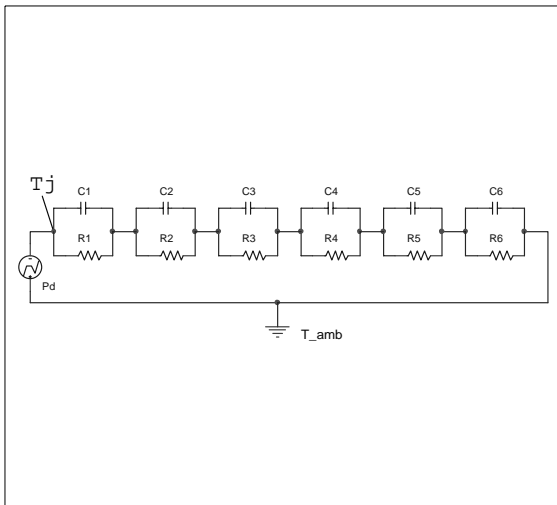 C1 C2 C3 C4 C5 C6
Tj
R1 R2 R3 R4 R5 R6
Pd
T_amb